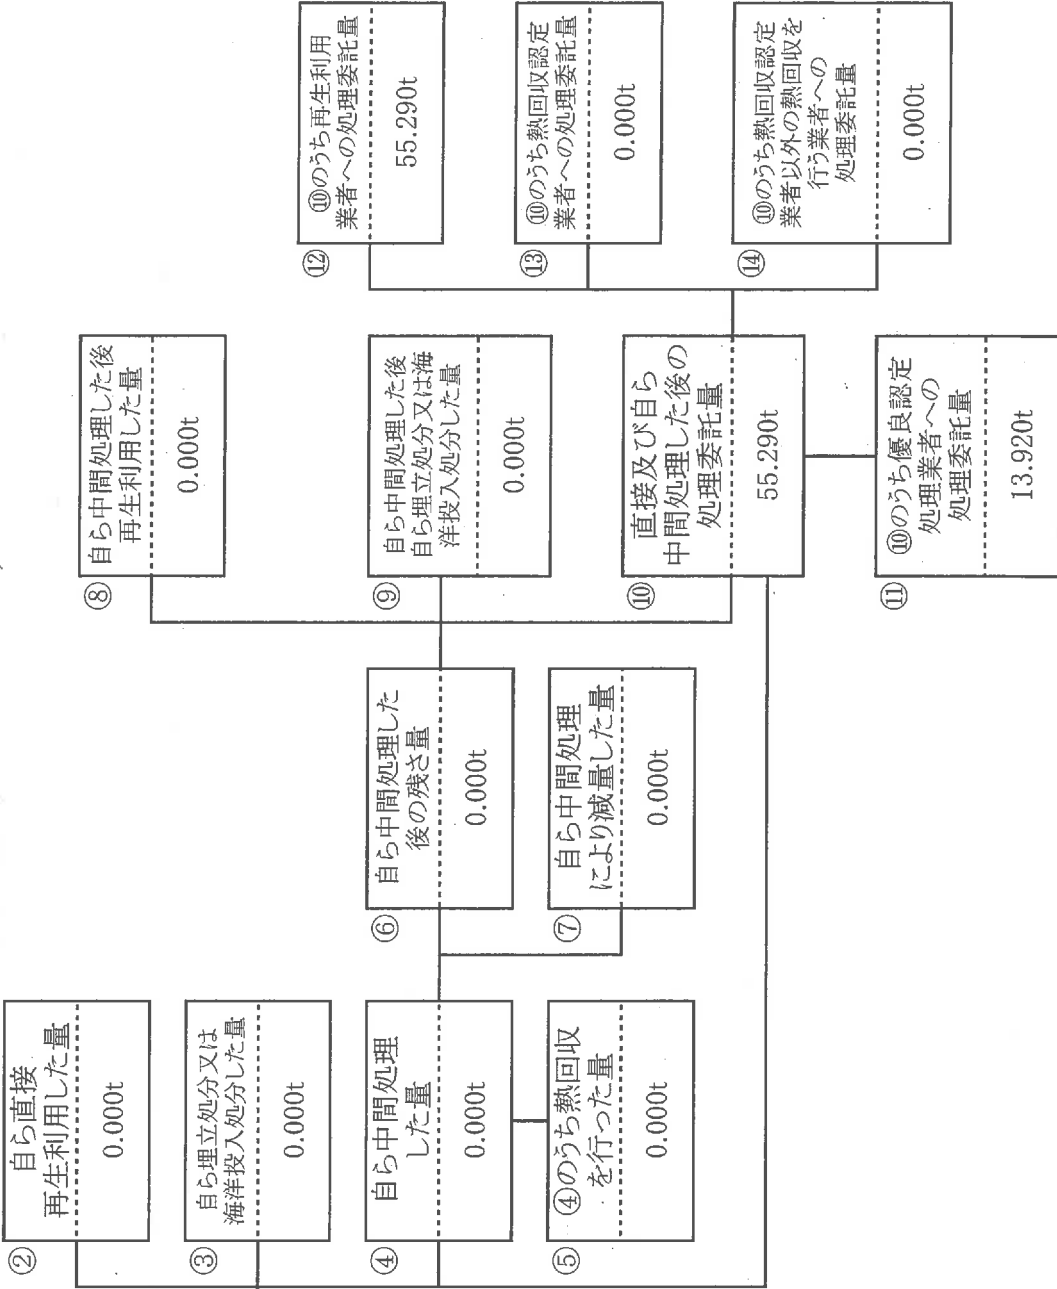 ②
自ら直接
再生利用した量
0.000t
③
自ら埋立処分又は
海洋投入処分した量
0.000t
④
自ら中間処理
した量
0.000t
⑤
④のうち熱回収
を行った量
0.000t
⑥
自ら中間処理した
後の残さ量
0.000t
⑦
自ら中間処理
により減量した量
0.000t
⑧
自ら中間処理した後
再生利用した量
0.000t
⑨
自ら中間処理した後
自ら埋立処分又は海
洋投入処分した量
0.000t
⑩
直接及び自ら
中間処理した後の
処理委託量
55.290t
⑪
⑩のうち優良認定
処理業者への
処理委託量
13.920t
⑫
⑩のうち再生利用
業者への処理委託量
55.290t
⑬
⑩のうち熱回収認定
業者への処理委託量
0.000t
⑭
⑩のうち熱回収認定
業者以外の熱回収を
行う業者への
処理委託量
0.000t